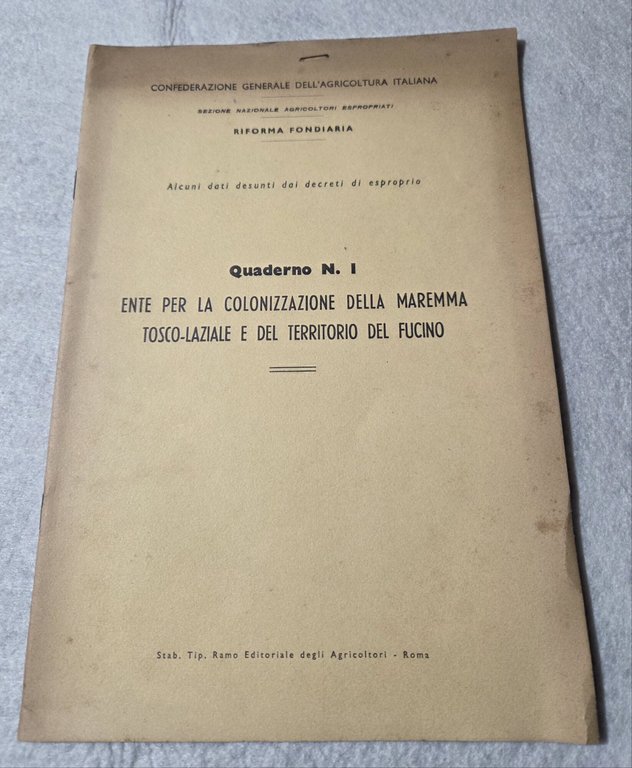 CONFEDERAZIONE GENERALE DELL'AGRICOLTURA ITALIANA
SEZIONE NAZIONALE AGRICOLTORI ESPROPRIATI
RIFORMA FONDIARIA
Alcuni dati desunti dai decreti di esproprio
Quaderno N. 1
ENTE PER LA COLONIZZAZIONE DELLA MAREMMA
TOSCO-LAZIALE E DEL TERRITORIO DEL FUCINO
Stab. Tip. Ramo Editoriale degli Agricoltori - Roma